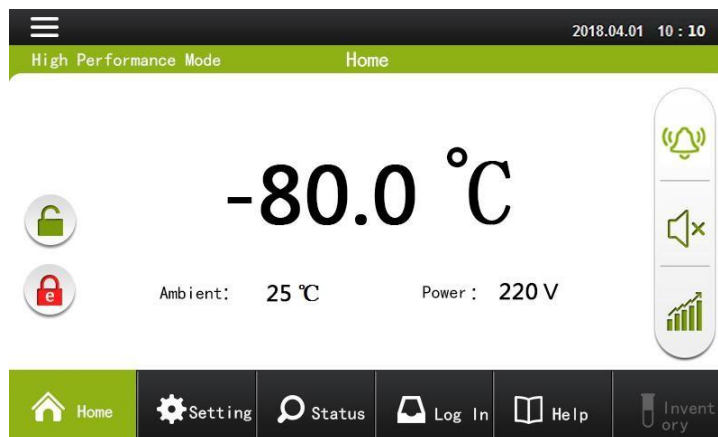 2018.04.01 10:10
High Performance Mode Home
-80.0 ℃
e
Ambient: 25 ℃ Power: 220 V
Home Setting Status Log In Help Invent
ory